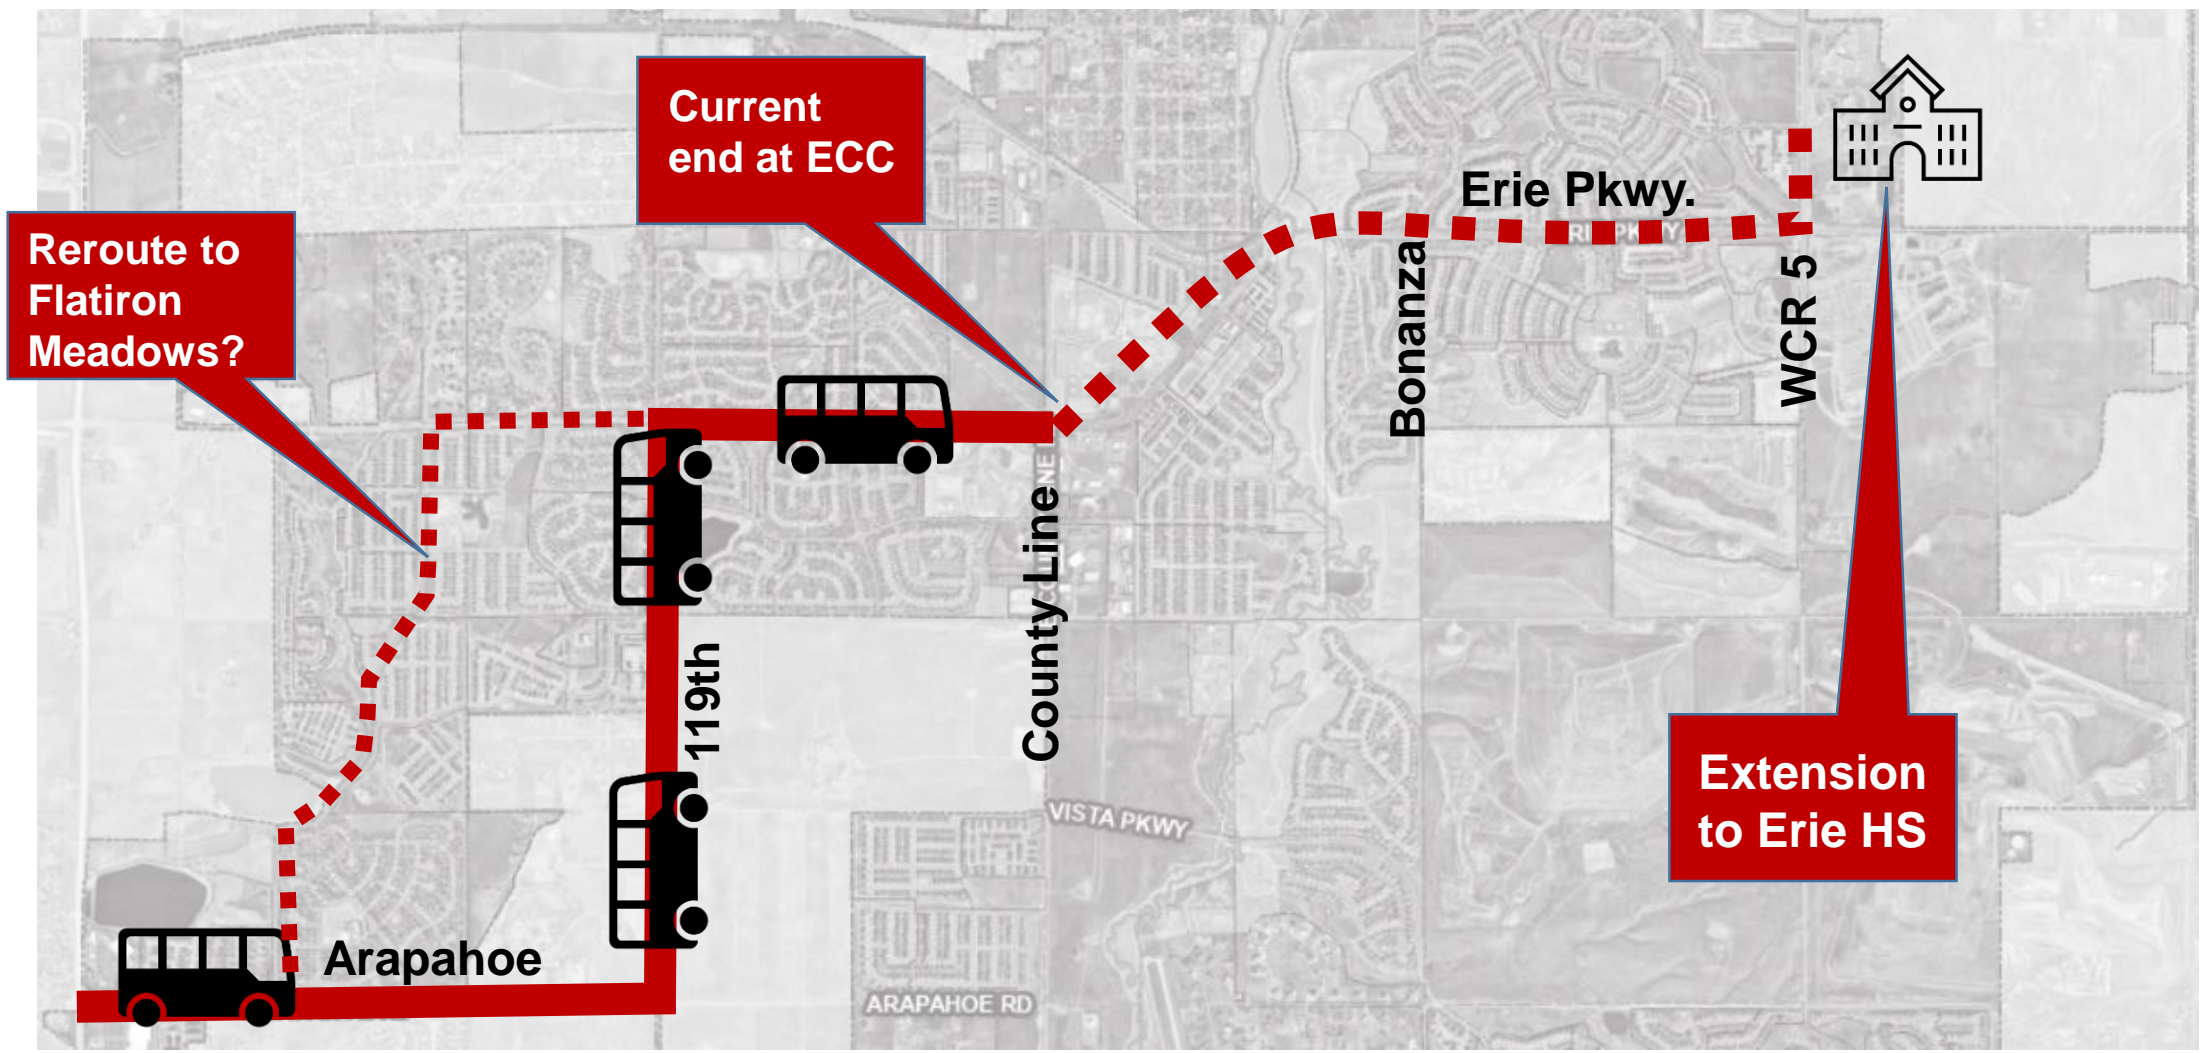 Current
end at ECC
Erie Pkwy.
Reroute to
Flatiron
Meadows?
Bonanza
WCR 5
County Line
119th
Extension
to Erie HS
VISTA PKWY
Arapahoe
ARAPAHOE RD